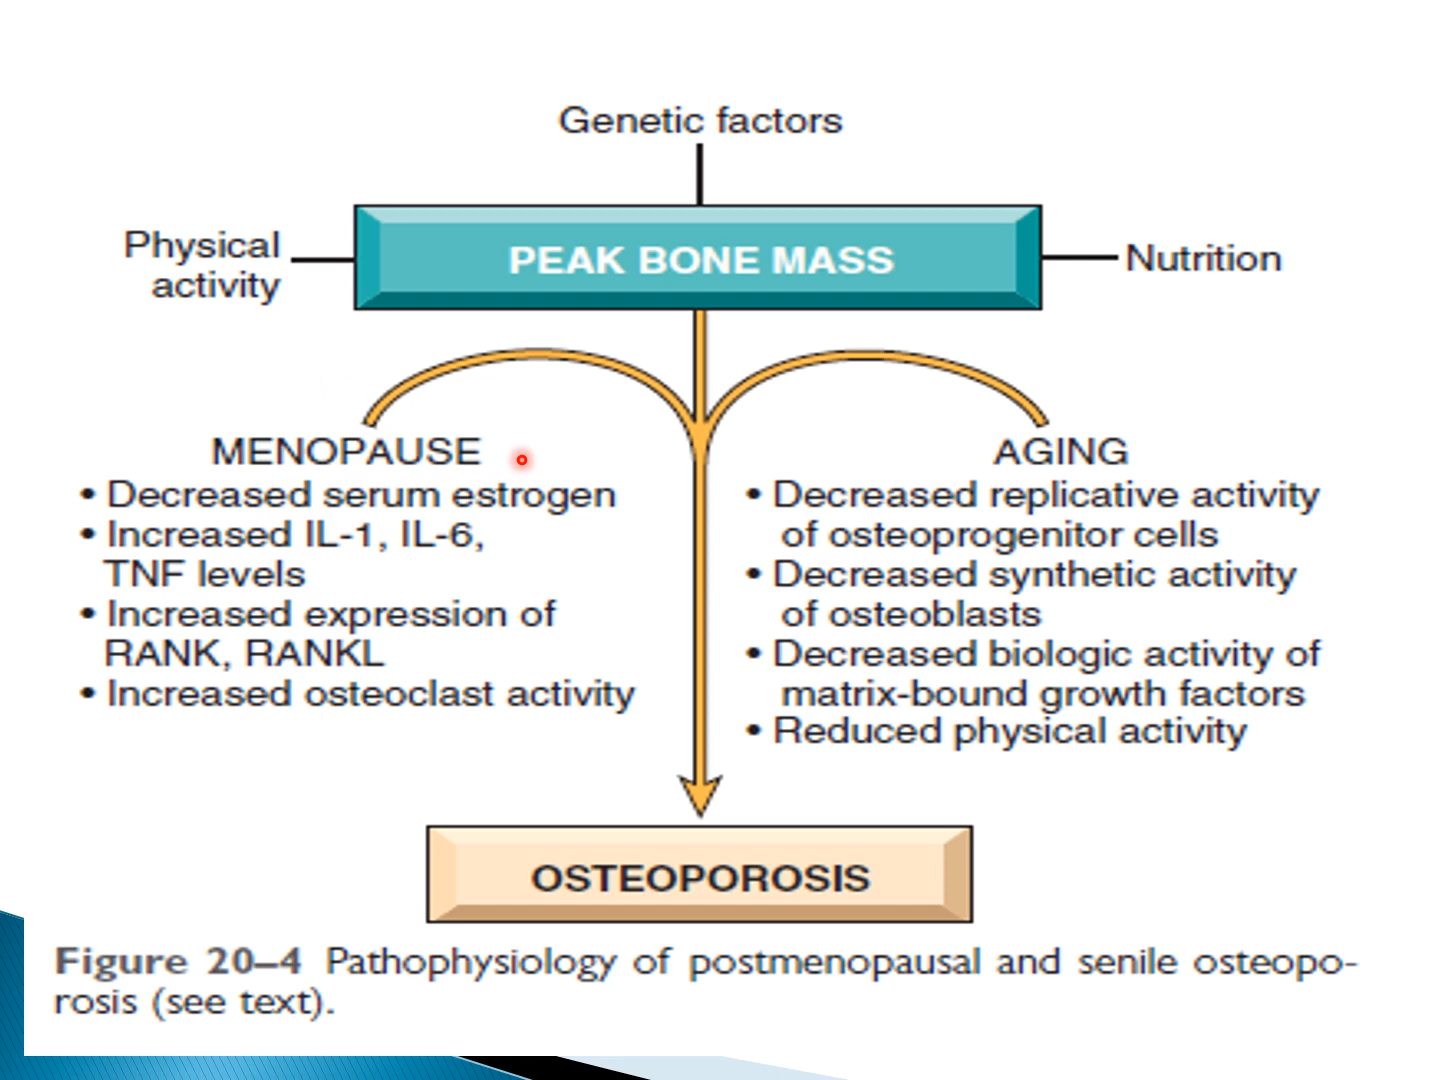 Genetic factors
Physical
activity
PEAK BONE MASS
Nutrition
MENOPAUSE
• Decreased serum estrogen
• Increased IL-1, IL-6,
TNF levels
• Increased expression of
RANK, RANKL
• Increased osteoclast activity
AGING
• Decreased replicative activity
of osteoprogenitor cells
• Decreased synthetic activity
of osteoblasts
• Decreased biologic activity of
matrix-bound growth factors
• Reduced physical activity
OSTEOPOROSIS
Figure 20–4 Pathophysiology of postmenopausal and senile osteopo-
rosis (see text).